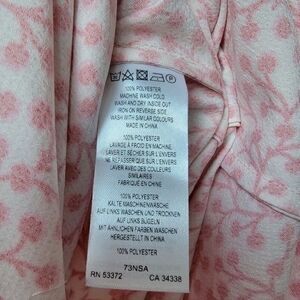 100% POLYESTER
MACHINE WASH COLD
WASH AND DRY INSIDE OUT
IRON ON REVERSE SIDE
WASH WITH SIMILAR COLOURS
MADE IN CHINA
100% POLYESTER
LAVAGE À FROID EN MACHINE
LAVER ET SÉCHER SUR L'ENVERS
NE REPASSER QUE SUR L'ENVERS
LAVER AVEC DES COULEURS
SIMILAIRES
FABRIQUÉ EN CHINE
100% POLYESTER
KALTE MASCHINENWÄSCHE
AUF LINKS WASCHEN UND TROCKNEN
AUF LINKS BÜGELN
MIT ÄHNLICHEN FARBEN WASCHEN
HERGESTELLT IN CHINA
100% POLYESTER
73NSA
RN 53372 CA 34338